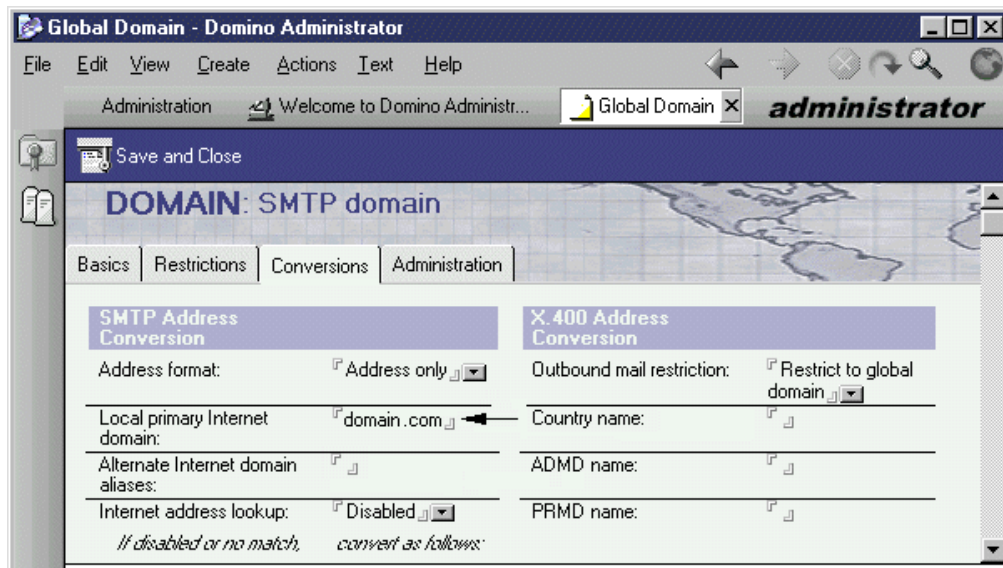 Global Domain - Domino Administrator
File Edit View Create Actions Text Help
Administration Welcome to Domino Administr... Global Domain administrator
Save and Close
DOMAIN: SMTP domain
Basics Restrictions Conversions Administration
SMTP Address
Conversion
Address format: Address only
Local primary Internet
domain: domain.com
Alternate Internet domain
aliases:
Internet address lookup: Disabled
If disabled or no match, convert as follows:
X.400 Address
Conversion
Outbound mail restriction: Restrict to global
domain
Country name:
ADMD name:
PRMD name: